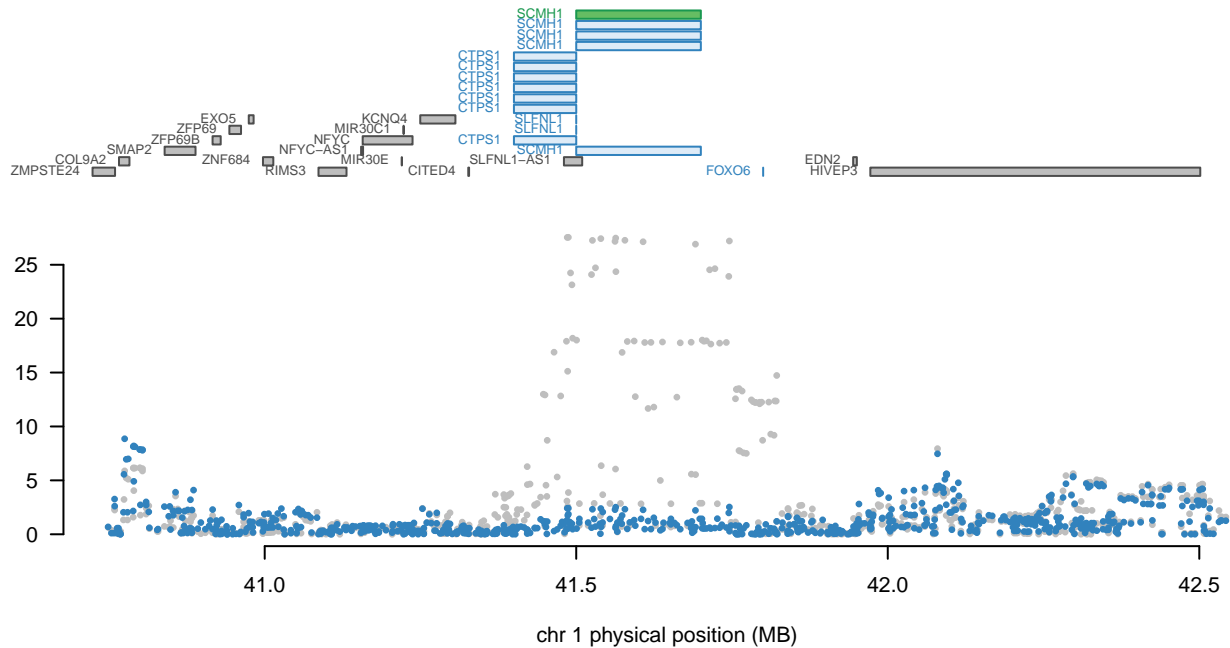 SCMH1
SCMH1
SCMH1
SCMH1
CTPS1
CTPS1
CTPS1
CTPS1
CTPS1
CTPS1
EXO5 KCNQ4 SLFNL1
ZFP69 MIR30C1 SLFNL1
ZFP69B NFYC CTPS1
SMAP2 NFYC−AS1 SCMH1
COL9A2 ZNF684 MIR30E SLFNL1−AS1 EDN2
ZMPSTE24 RIMS3 CITED4 FOXO6 HIVEP3
25
20
15
10
5
0
41.0 41.5 42.0 42.5
chr 1 physical position (MB)